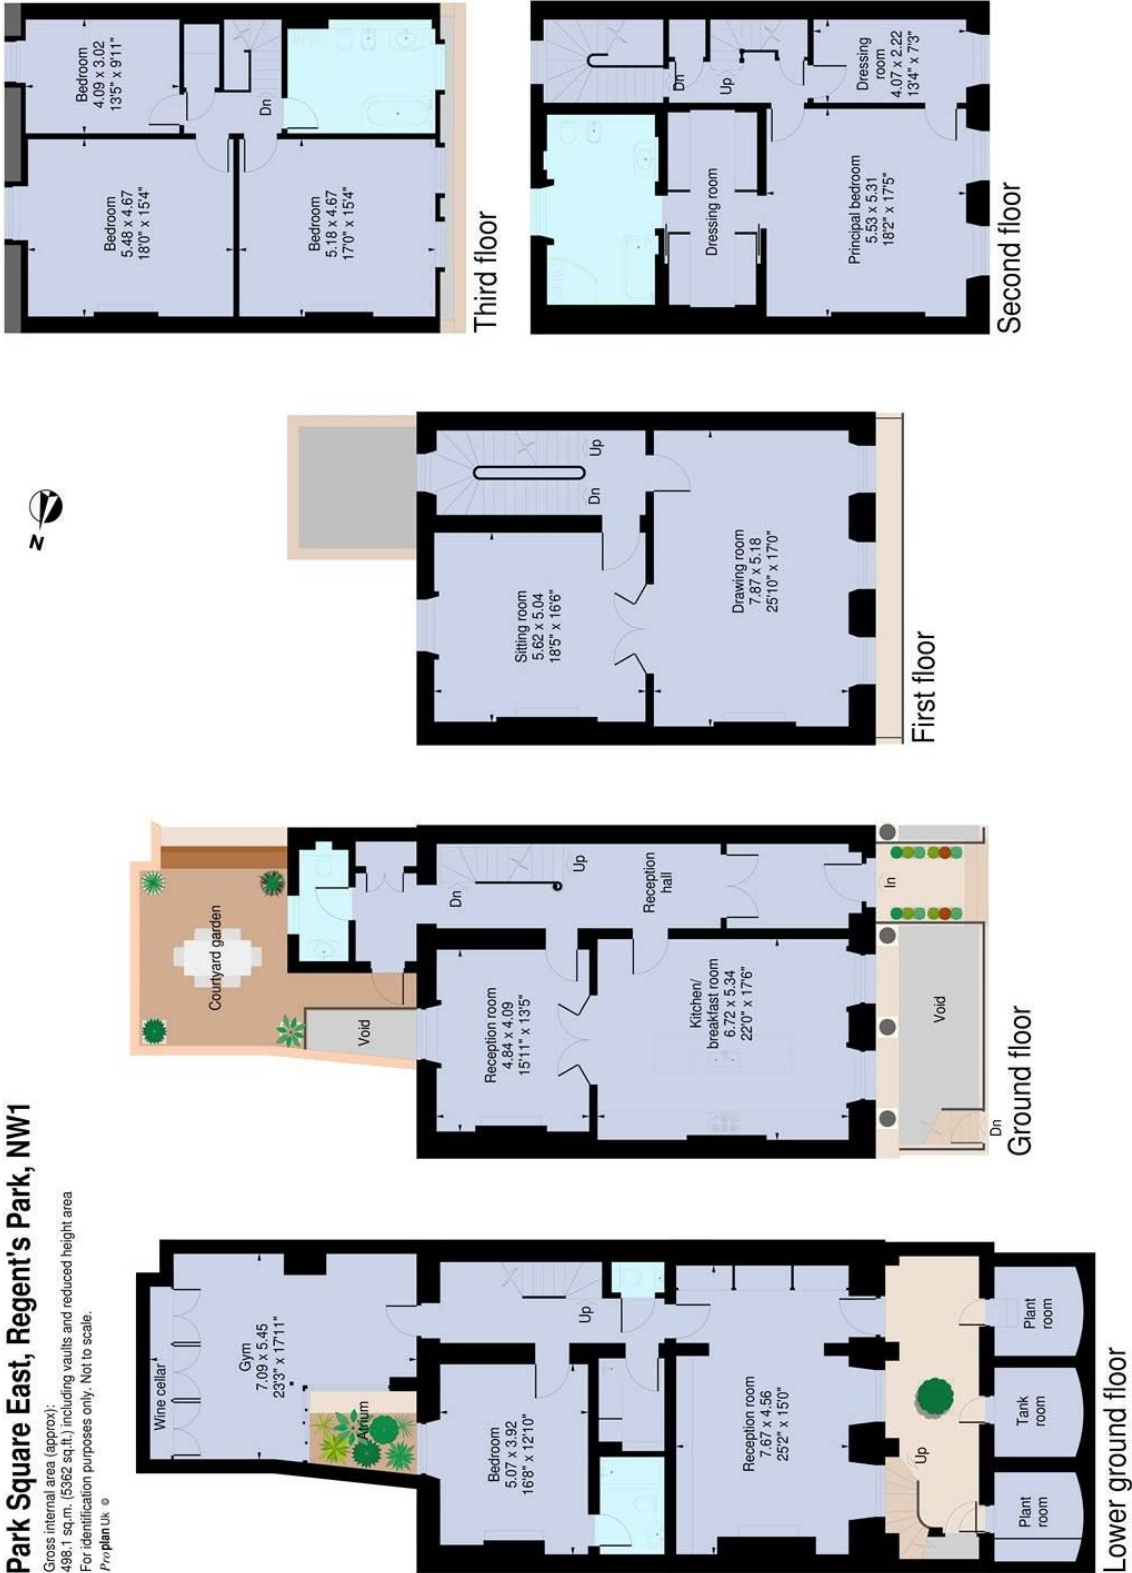 Park Square East, Regent's Park, NW1
Gross internal area (approx):
498.1 sq.m. (5362 sq.ft.) including vaults and reduced height area
For identification purposes only. Not to scale.
Proplan Uk ©
N
Wine cellar
Gym
7.09 x 5.45
23'3" x 17'11"
Atrium
Bedroom
5.07 x 3.92
16'8" x 12'10"
Up
Reception room
7.67 x 4.56
25'2" x 15'0"
Up
Plant
room
Tank
room
Plant
room
Lower ground floor
Courtyard garden
Void
Dn
Up
Reception
hall
Reception room
4.84 x 4.09
15'11" x 13'5"
Kitchen/
breakfast room
6.72 x 5.34
22'0" x 17'6"
In
Void
Dn
Ground floor
Sitting room
5.62 x 5.04
18'5" x 16'6"
Dn
Up
Drawing room
7.87 x 5.18
25'10" x 17'0"
First floor
Dn
Up
Dressing
room
4.07 x 2.22
13'4" x 7'3"
Dressing room
Principal bedroom
5.53 x 5.31
18'2" x 17'5"
Second floor
Bedroom
4.09 x 3.02
13'5" x 9'11"
Dn
Bedroom
5.48 x 4.67
18'0" x 15'4"
Bedroom
5.18 x 4.67
17'0" x 15'4"
Third floor